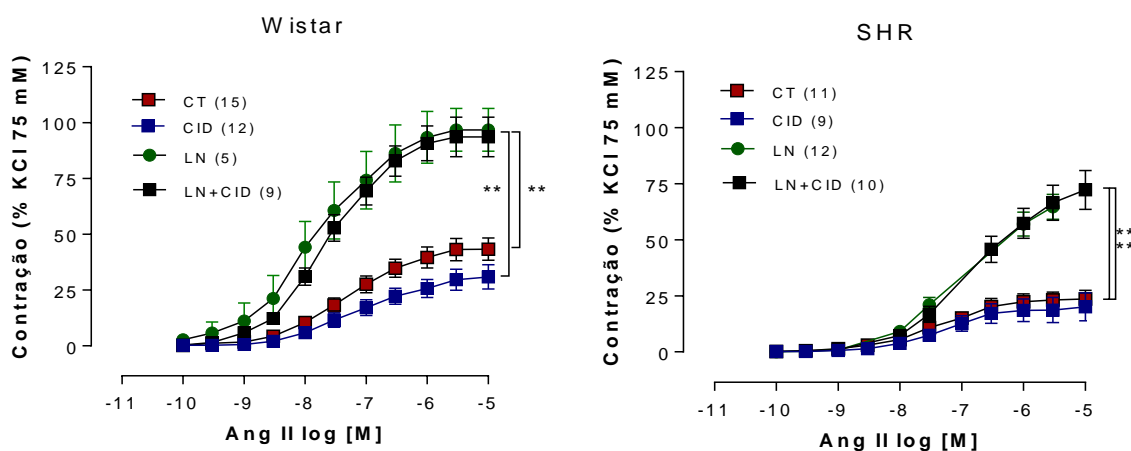 Wistar
Contração (% KCl 75 mM)
125
100
75
50
25
0
CT (15)
CID (12)
LN (5)
LN+CID (9)
**
**
-11 -10 -9 -8 -7 -6 -5
Ang II log [M]
SHR
Contração (% KCl 75 mM)
125
100
75
50
25
0
CT (11)
CID (9)
LN (12)
LN+CID (10)
**
**
-11 -10 -9 -8 -7 -6 -5
Ang II log [M]